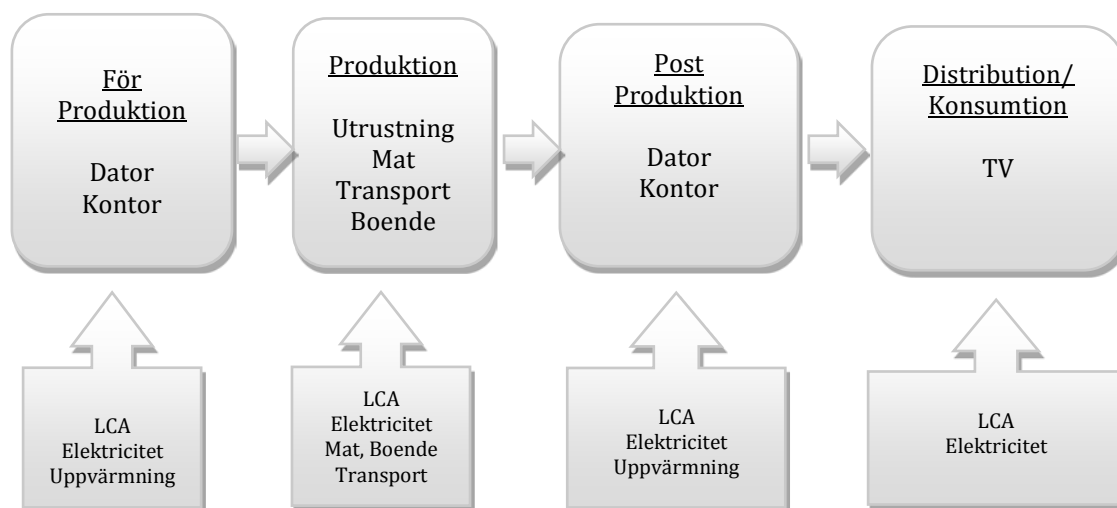 För
Produktion
Dator
Kontor
Produktion
Utrustning
Mat
Transport
Boende
Post
Produktion
Dator
Kontor
Distribution/
Konsumtion
TV
LCA
Elektricitet
Uppvärmning
LCA
Elektricitet
Mat, Boende
Transport
LCA
Elektricitet
Uppvärmning
LCA
Elektricitet